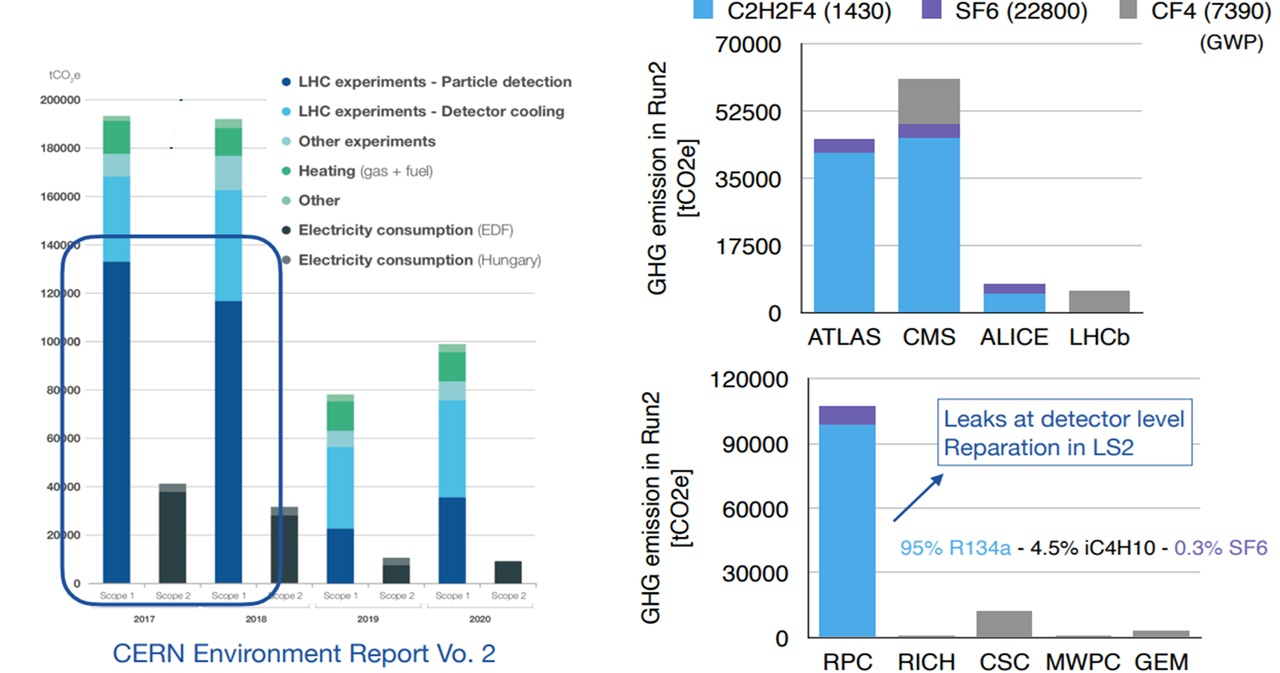 tCO2e
200000
180000
160000
140000
120000
100000
80000
60000
40000
20000
0
LHC experiments - Particle detection
LHC experiments - Detector cooling
Other experiments
Heating (gas + fuel)
Other
Electricity consumption (EDF)
Electricity consumption (Hungary)
Scope 1 Scope 2 Scope 1 Scope 2 Scope 1 Scope 2 Scope 1 Scope 2
2017 2018 2019 2020
CERN Environment Report Vo. 2
C2H2F4 (1430) SF6 (22800) CF4 (7390)
(GWP)
GHG emission in Run2
[tCO2e]
70000
52500
35000
17500
0
ATLAS CMS ALICE LHCb
GHG emission in Run2
[tCO2e]
120000
90000
60000
30000
0
Leaks at detector level
Reparation in LS2
95% R134a - 4.5% iC4H10 - 0.3% SF6
RPC RICH CSC MWPC GEM